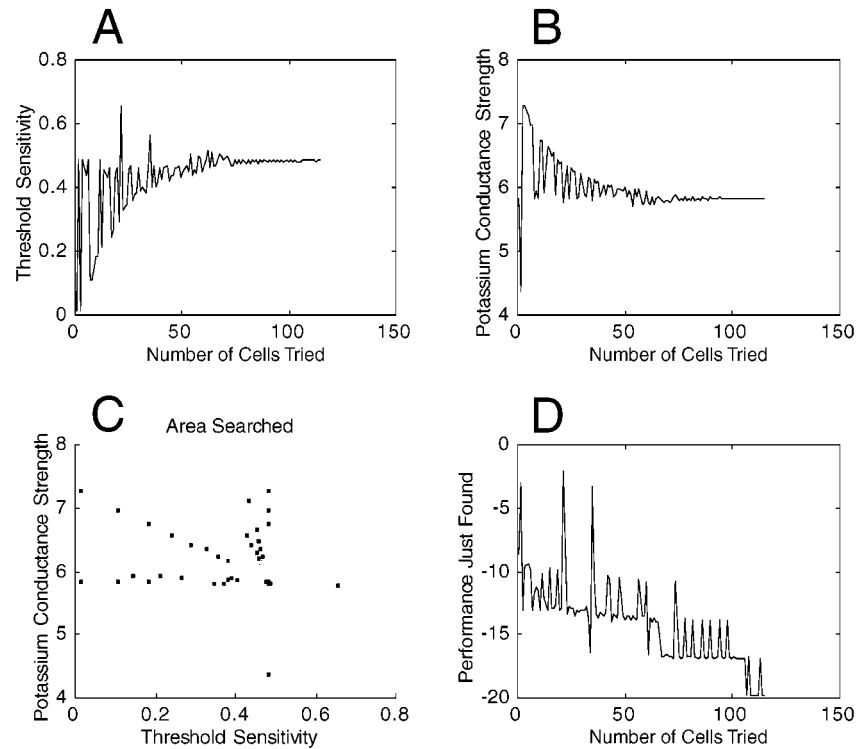 A
0.8
0.6
0.4
0.2
0
0
50
100
150
Threshold Sensitivity
Number of Cells Tried
B
8
7
6
5
4
0
50
100
150
Potassium Conductance Strength
Number of Cells Tried
C
Area Searched
8
7
6
5
4
0
0.2
0.4
0.6
0.8
Potassium Conductance Strength
Threshold Sensitivity
D
0
-5
-10
-15
-20
0
50
100
150
Performance Just Found
Number of Cells Tried